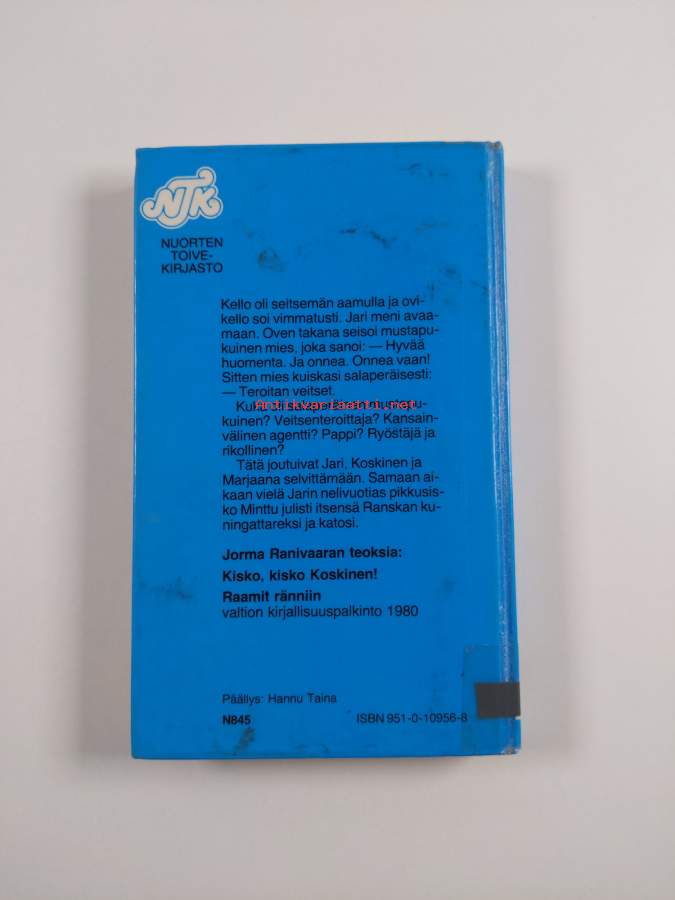 NTK
NUORTEN
TOIVE-
KIRJASTO
Kello oli seitsemän aamulla ja ovi-
kello soi vimmatusti. Jari meni avaa-
maan. Oven takana seisoi mustapu-
kuinen mies, joka sanoi: — Hyvää
huomenta. Ja onnea. Onnea vaan!
Sitten mies kuiskasi salaperäisesti:
— Teroitan veitset.
Antikvariaatti.net
kuinen? Veitsenteroittaja? Kansain-
välinen agentti? Pappi? Ryöstäjä ja
rikollinen?
Tätä joutuivat Jari, Koskinen ja
Marjaana selvittämään. Samaan ai-
kaan vielä Jarin nelivuotias pikkusis-
ko Minttu julisti itsensä Ranskan ku-
ningattareksi ja katosi.
Jorma Ranivaaran teoksia:
Kisko, kisko Koskinen!
Raamit ränniin
valtion kirjallisuuspalkinto 1980
Päällys: Hannu Taina
N845 ISBN 951-0-10956-8